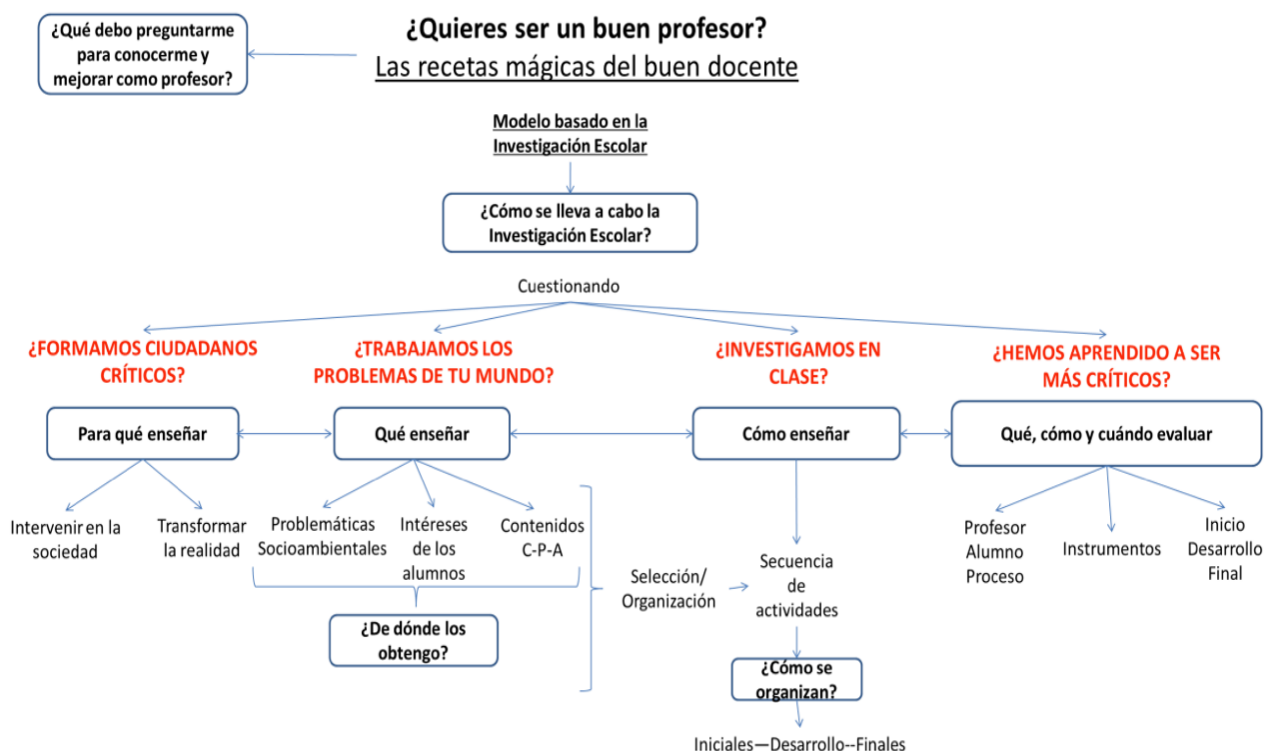 ¿Quieres ser un buen profesor?
Las recetas mágicas del buen docente
¿Qué debo preguntarme
para conocerme y
mejorar como profesor?
Modelo basado en la
Investigación Escolar
¿Cómo se lleva a cabo la
Investigación Escolar?
Cuestionando
¿FORMAMOS CIUDADANOS
CRÍTICOS?
¿TRABAJAMOS LOS
PROBLEMAS DE TU MUNDO?
¿INVESTIGAMOS EN
CLASE?
¿HEMOS APRENDIDO A SER
MÁS CRÍTICOS?
Para qué enseñar
Qué enseñar
Cómo enseñar
Qué, cómo y cuándo evaluar
Intervenir en la
sociedad
Transformar
la realidad
Problemáticas
Socioambientales
Intéreses
de los
alumnos
Contenidos
C-P-A
¿De dónde los
obtengo?
Selección/
Organización
Secuencia
de
actividades
¿Cómo se
organizan?
Iniciales—Desarrollo--Finales
Profesor
Alumno
Proceso
Instrumentos
Inicio
Desarrollo
Final